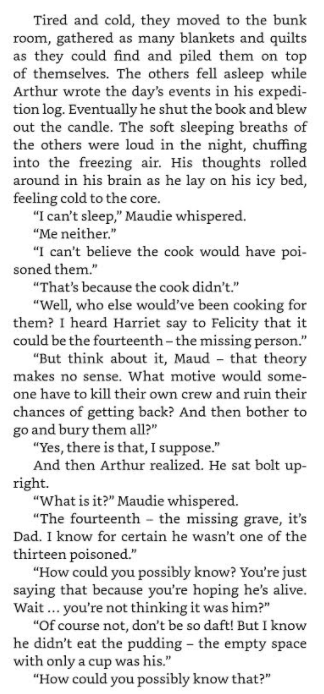 Tired and cold, they moved to the bunk
room, gathered as many blankets and quilts
as they could find and piled them on top
of themselves. The others fell asleep while
Arthur wrote the day's events in his expedi-
tion log. Eventually he shut the book and blew
out the candle. The soft sleeping breaths of
the others were loud in the night, chuffing
into the freezing air. His thoughts rolled
around in his brain as he lay on his icy bed,
feeling cold to the core.
"I can't sleep," Maudie whispered.
"Me neither."
"I can't believe the cook would have poi-
soned them."
"That's because the cook didn't."
"Well, who else would've been cooking for
them? I heard Harriet say to Felicity that it
could be the fourteenth – the missing person."
"But think about it, Maud – that theory
makes no sense. What motive would some-
one have to kill their own crew and ruin their
chances of getting back? And then bother to
go and bury them all?"
"Yes, there is that, I suppose."
And then Arthur realized. He sat bolt up-
right.
"What is it?" Maudie whispered.
"The fourteenth – the missing grave, it's
Dad. I know for certain he wasn't one of the
thirteen poisoned."
"How could you possibly know? You're just
saying that because you're hoping he's alive.
Wait … you're not thinking it was him?"
"Of course not, don't be so daft! But I know
he didn't eat the pudding – the empty space
with only a cup was his."
"How could you possibly know that?"